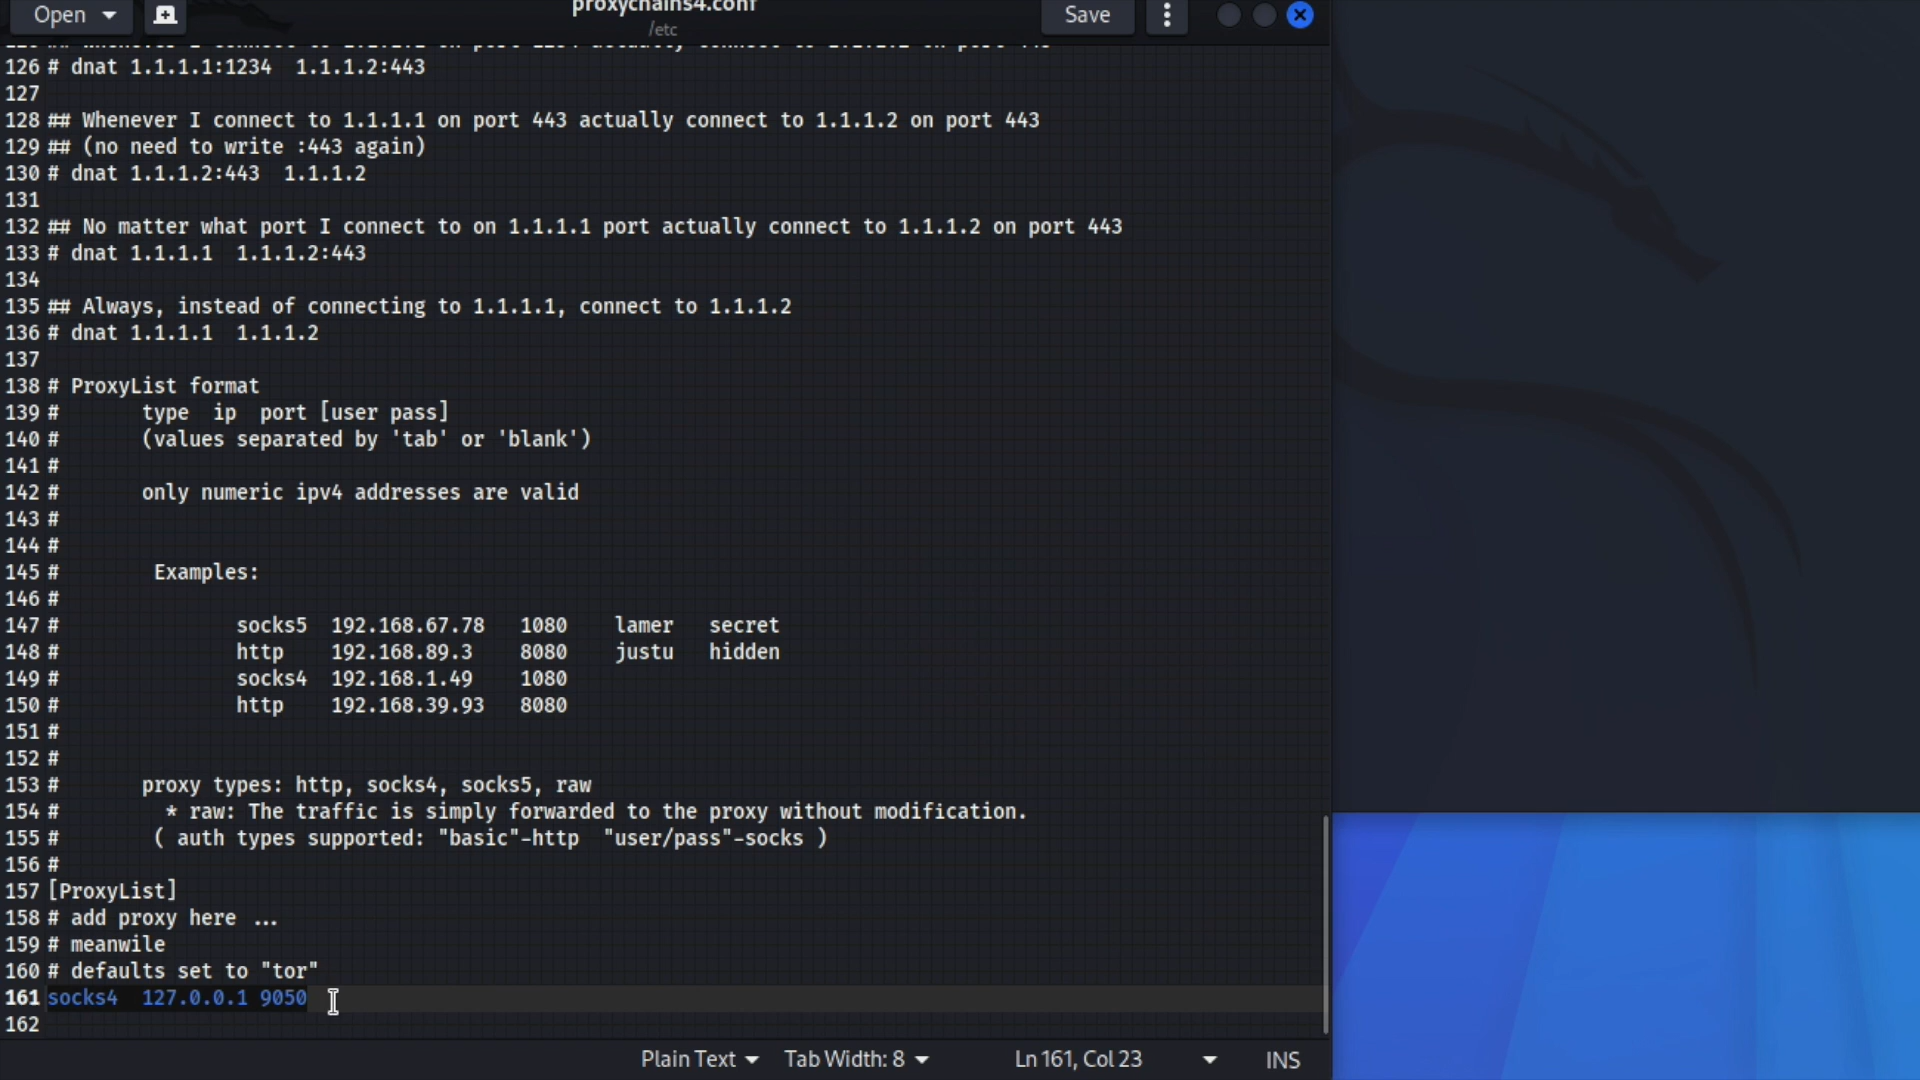 Open
proxychains4.conf
/etc
Save
126 # dnat 1.1.1.1:1234  1.1.1.2:443
127
128 ## Whenever I connect to 1.1.1.1 on port 443 actually connect to 1.1.1.2 on port 443
129 ## (no need to write :443 again)
130 # dnat 1.1.1.2:443  1.1.1.2
131
132 ## No matter what port I connect to on 1.1.1.1 port actually connect to 1.1.1.2 on port 443
133 # dnat 1.1.1.1  1.1.1.2:443
134
135 ## Always, instead of connecting to 1.1.1.1, connect to 1.1.1.2
136 # dnat 1.1.1.1  1.1.1.2
137
138 # ProxyList format
139 #       type  ip  port [user pass]
140 #       (values separated by 'tab' or 'blank')
141 #
142 #       only numeric ipv4 addresses are valid
143 #
144 #
145 #        Examples:
146 #
147 #               socks5  192.168.67.78   1080    lamer   secret
148 #               http    192.168.89.3    8080    justu   hidden
149 #               socks4  192.168.1.49    1080
150 #               http    192.168.39.93   8080
151 #
152 #
153 #       proxy types: http, socks4, socks5, raw
154 #         * raw: The traffic is simply forwarded to the proxy without modification.
155 #        ( auth types supported: "basic"-http  "user/pass"-socks )
156 #
157 [ProxyList]
158 # add proxy here ...
159 # meanwile
160 # defaults set to "tor"
161 socks4  127.0.0.1 9050
162
Plain Text
Tab Width: 8
Ln 161, Col 23
INS